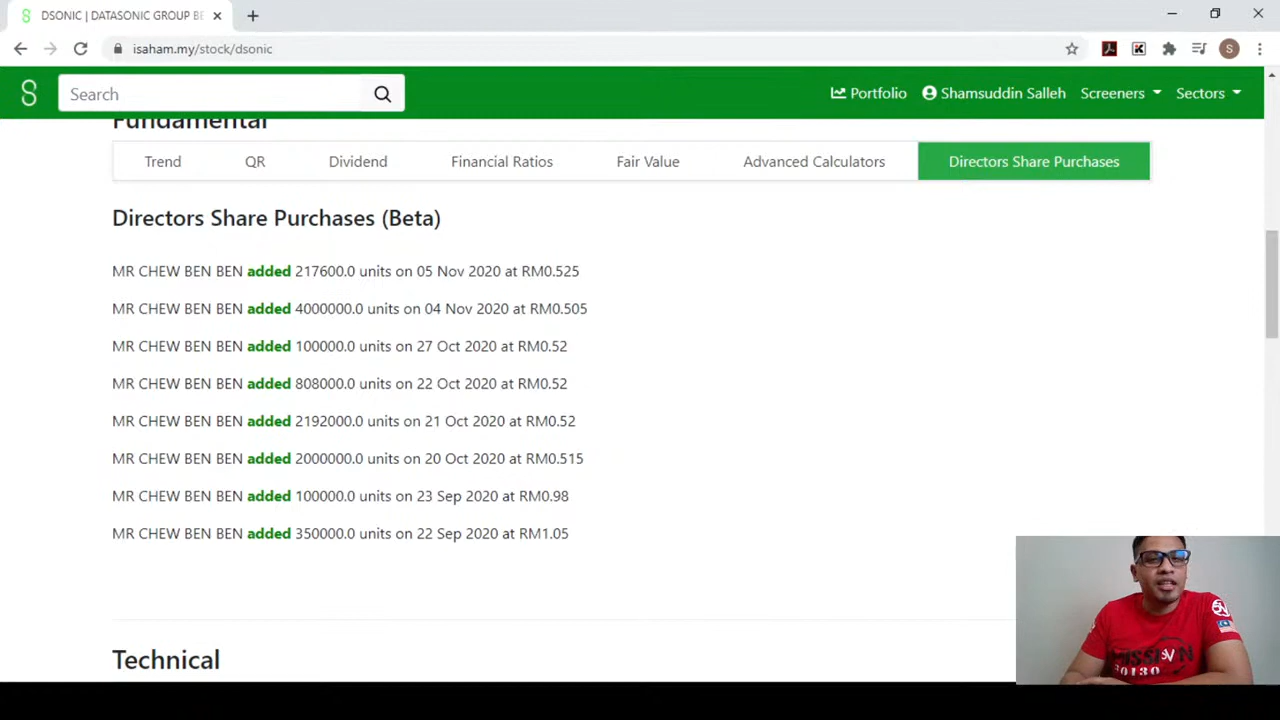 DSONIC | DATASONIC GROUP BE
isaham.my/stock/dsonic
S
Search
Portfolio
Shamsuddin Salleh
Screeners
Sectors
Fundamental
Trend
QR
Dividend
Financial Ratios
Fair Value
Advanced Calculators
Directors Share Purchases
Directors Share Purchases (Beta)
MR CHEW BEN BEN added 217600.0 units on 05 Nov 2020 at RM0.525
MR CHEW BEN BEN added 4000000.0 units on 04 Nov 2020 at RM0.505
MR CHEW BEN BEN added 100000.0 units on 27 Oct 2020 at RM0.52
MR CHEW BEN BEN added 808000.0 units on 22 Oct 2020 at RM0.52
MR CHEW BEN BEN added 2192000.0 units on 21 Oct 2020 at RM0.52
MR CHEW BEN BEN added 2000000.0 units on 20 Oct 2020 at RM0.515
MR CHEW BEN BEN added 100000.0 units on 23 Sep 2020 at RM0.98
MR CHEW BEN BEN added 350000.0 units on 22 Sep 2020 at RM1.05
Technical